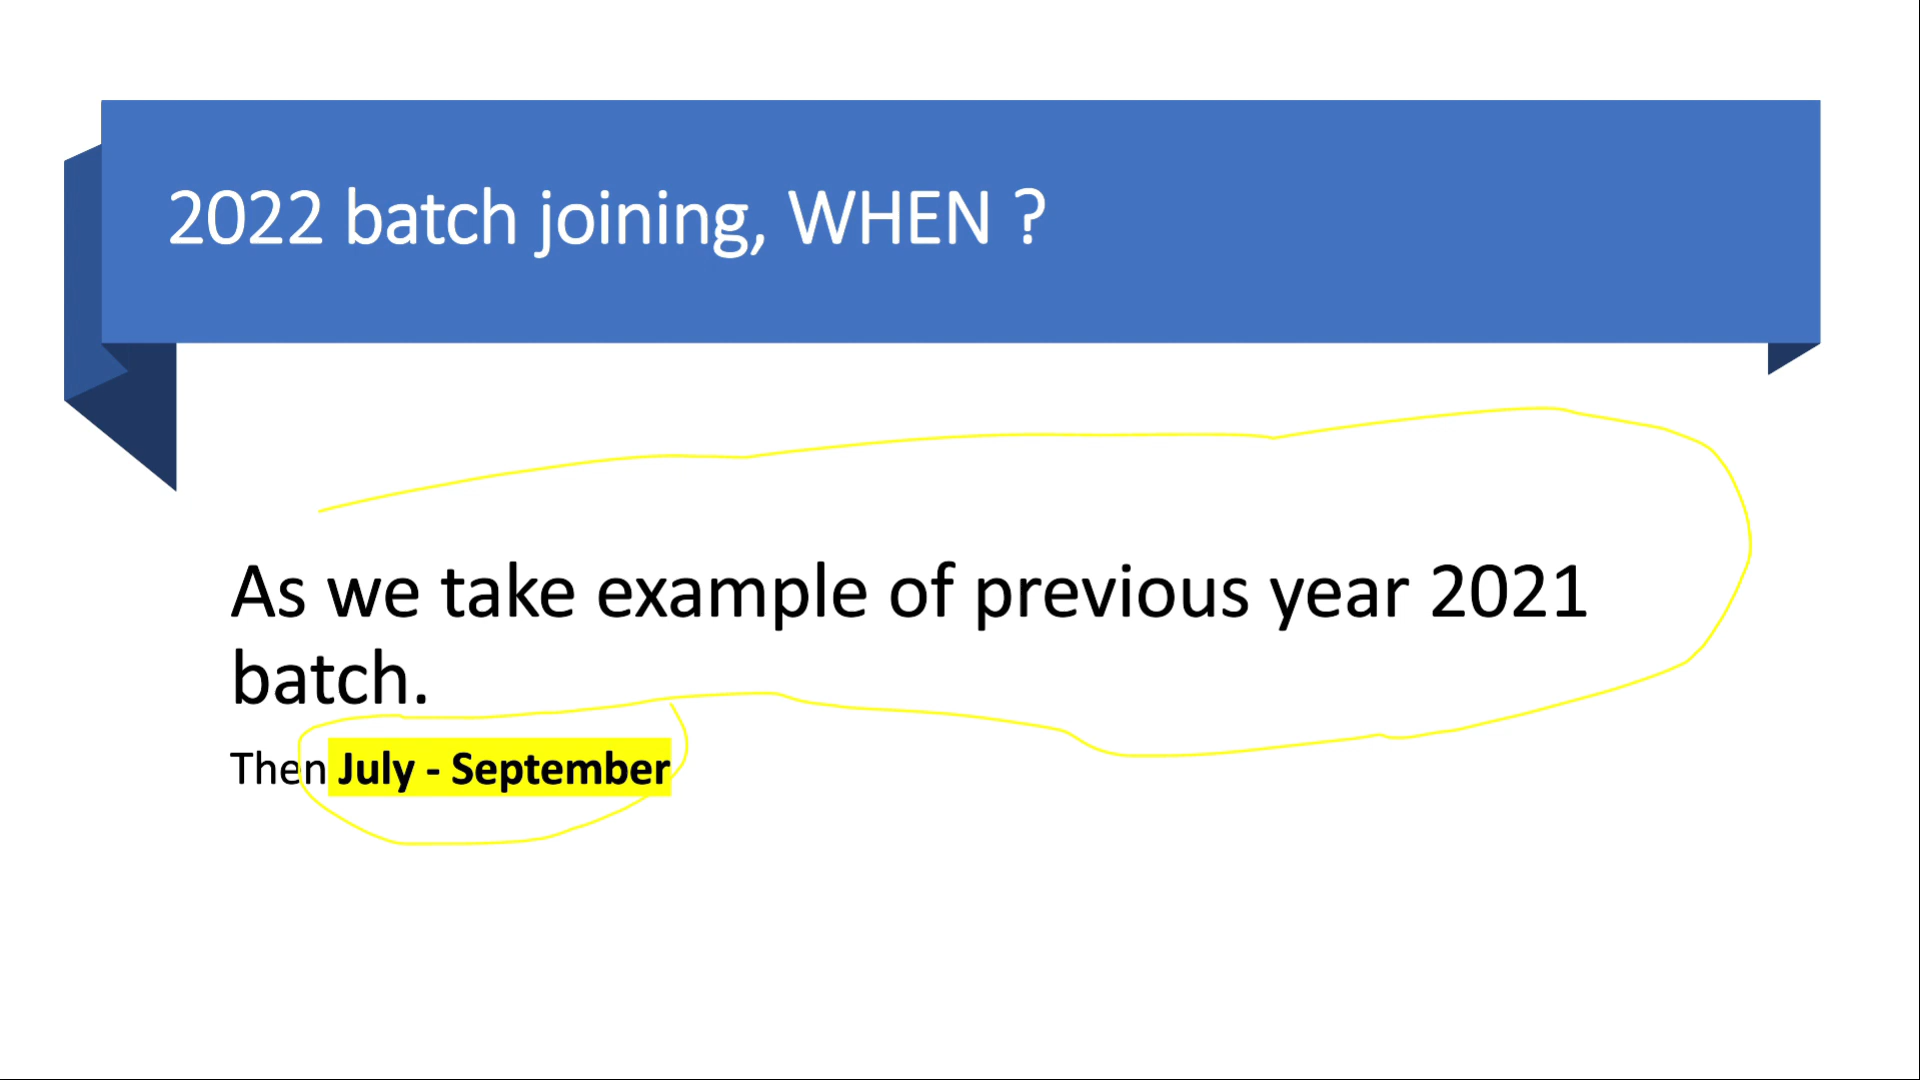 2022 batch joining, WHEN ?
As we take example of previous year 2021
batch.
Then July - September